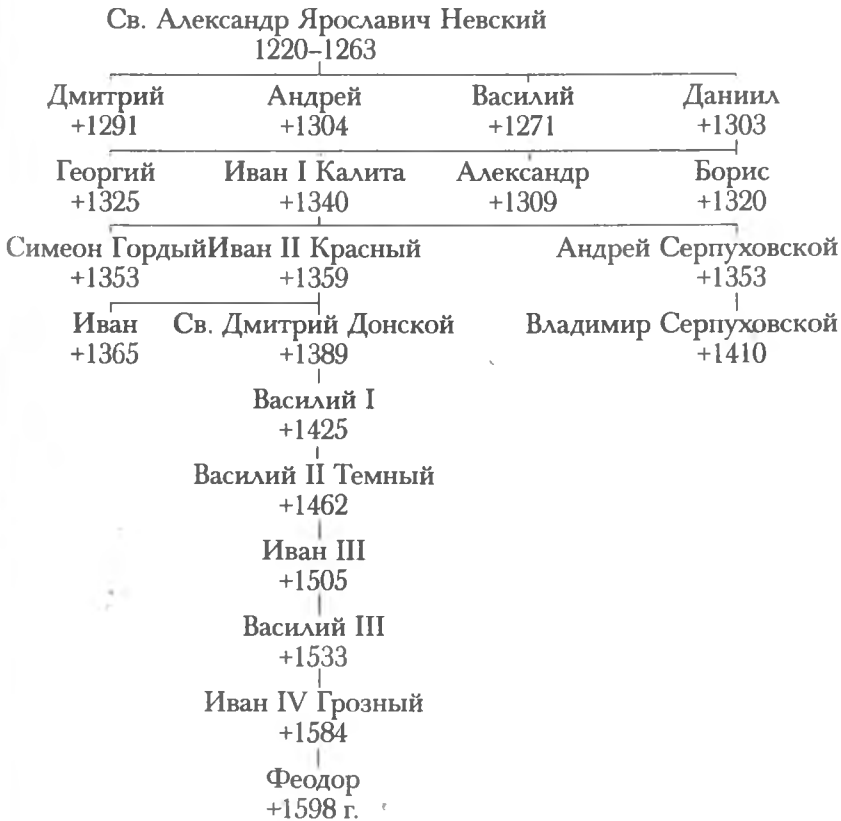 Св. Александр Ярославич Невский
1220–1263
Дмитрий Андрей Василий Даниил
+1291 +1304 +1271 +1303
Георгий Иван I Калита Александр Борис
+1325 +1340 +1309 +1320
Симеон Гордый Иван II Красный Андрей Серпуховской
+1353 +1359 +1353
Иван Св. Дмитрий Донской Владимир Серпуховской
+1365 +1389 +1410
Василий I
+1425
Василий II Темный
+1462
Иван III
+1505
Василий III
+1533
Иван IV Грозный
+1584
Феодор
+1598 г.